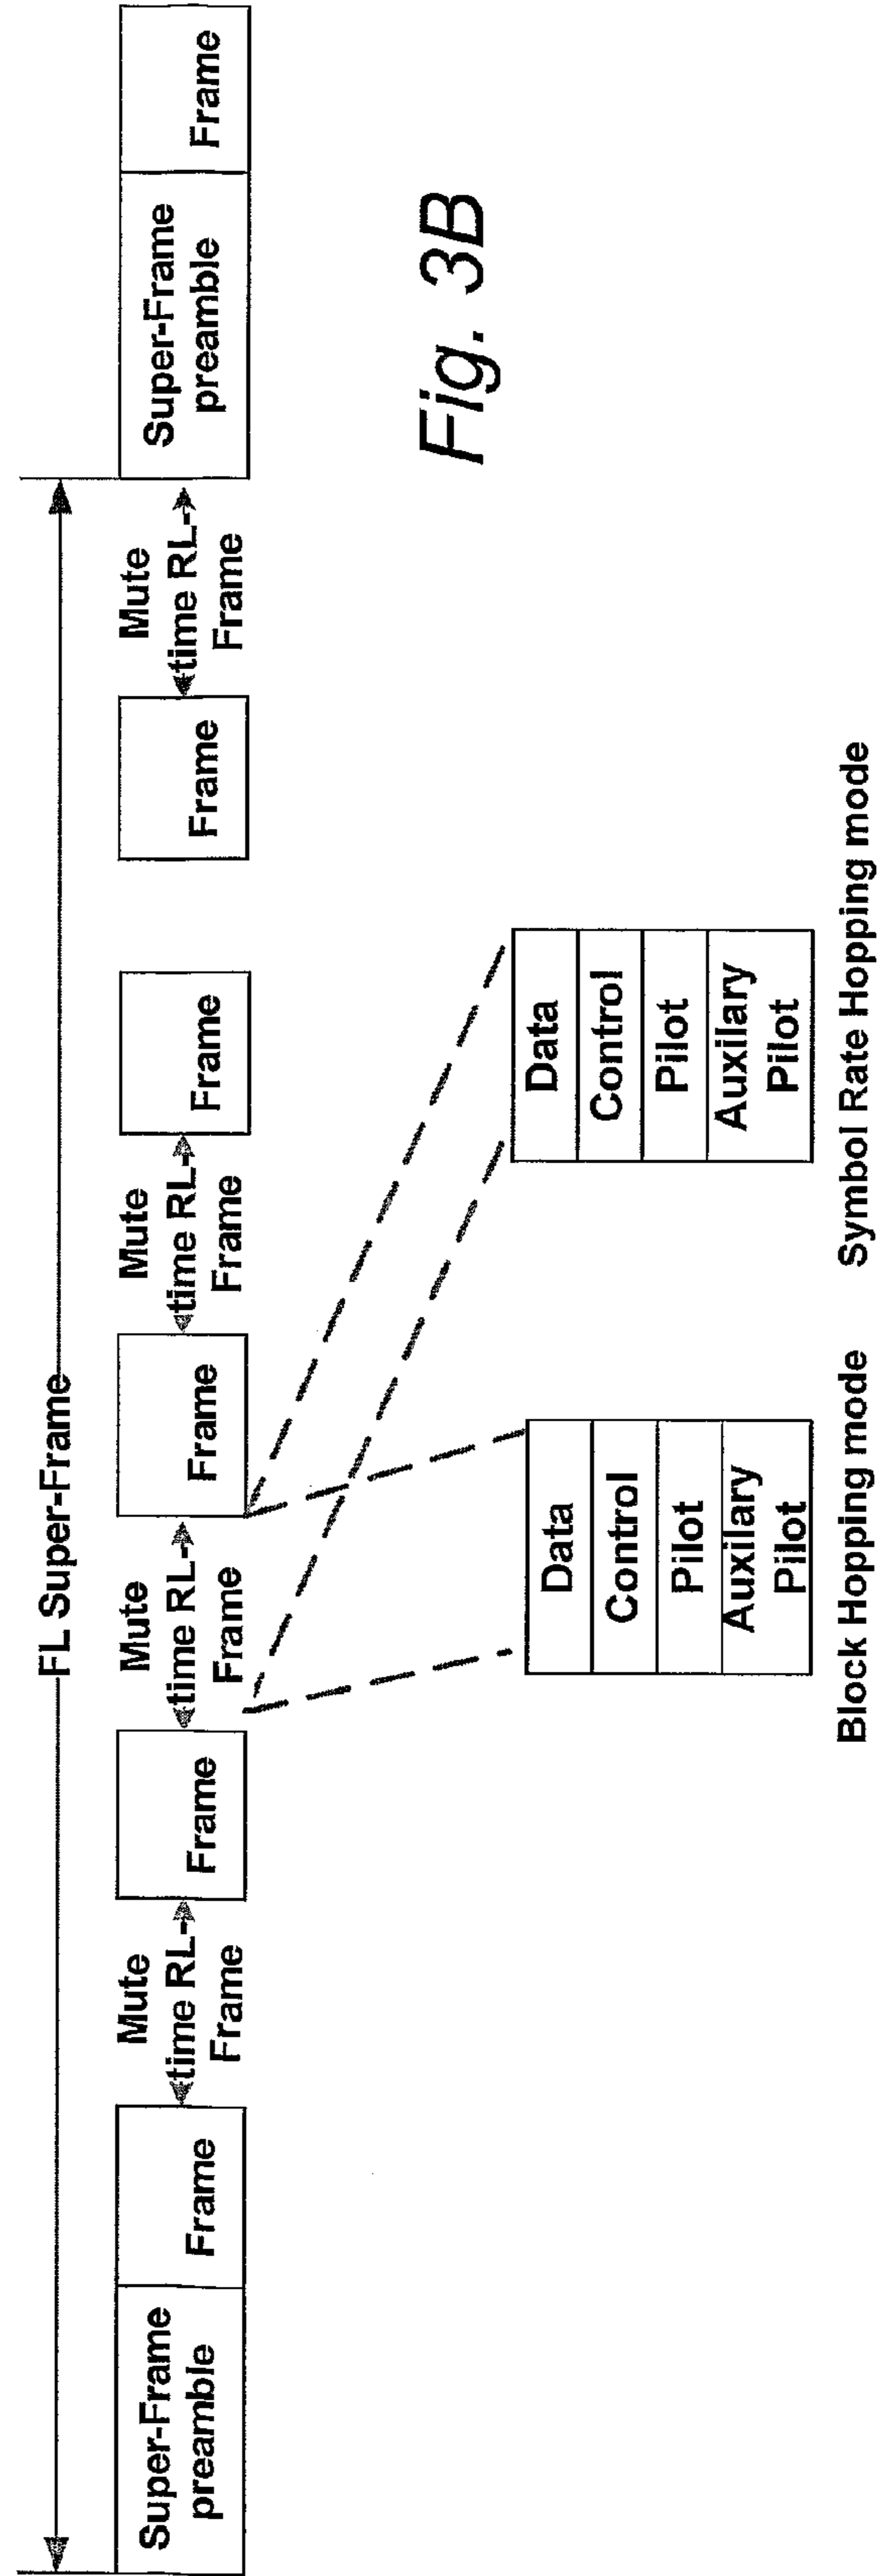 FL Super-Frame
Super-Frame
preamble
Frame
Mute
time RL-
Frame
Frame
Mute
time RL-
Frame
Frame
Mute
time RL-
Frame
Frame
Frame
Mute
time RL-
Frame
Super-Frame
preamble
Frame
Data
Control
Pilot
Auxilary
Pilot
Block Hopping mode
Data
Control
Pilot
Auxilary
Pilot
Symbol Rate Hopping mode
Fig. 3B